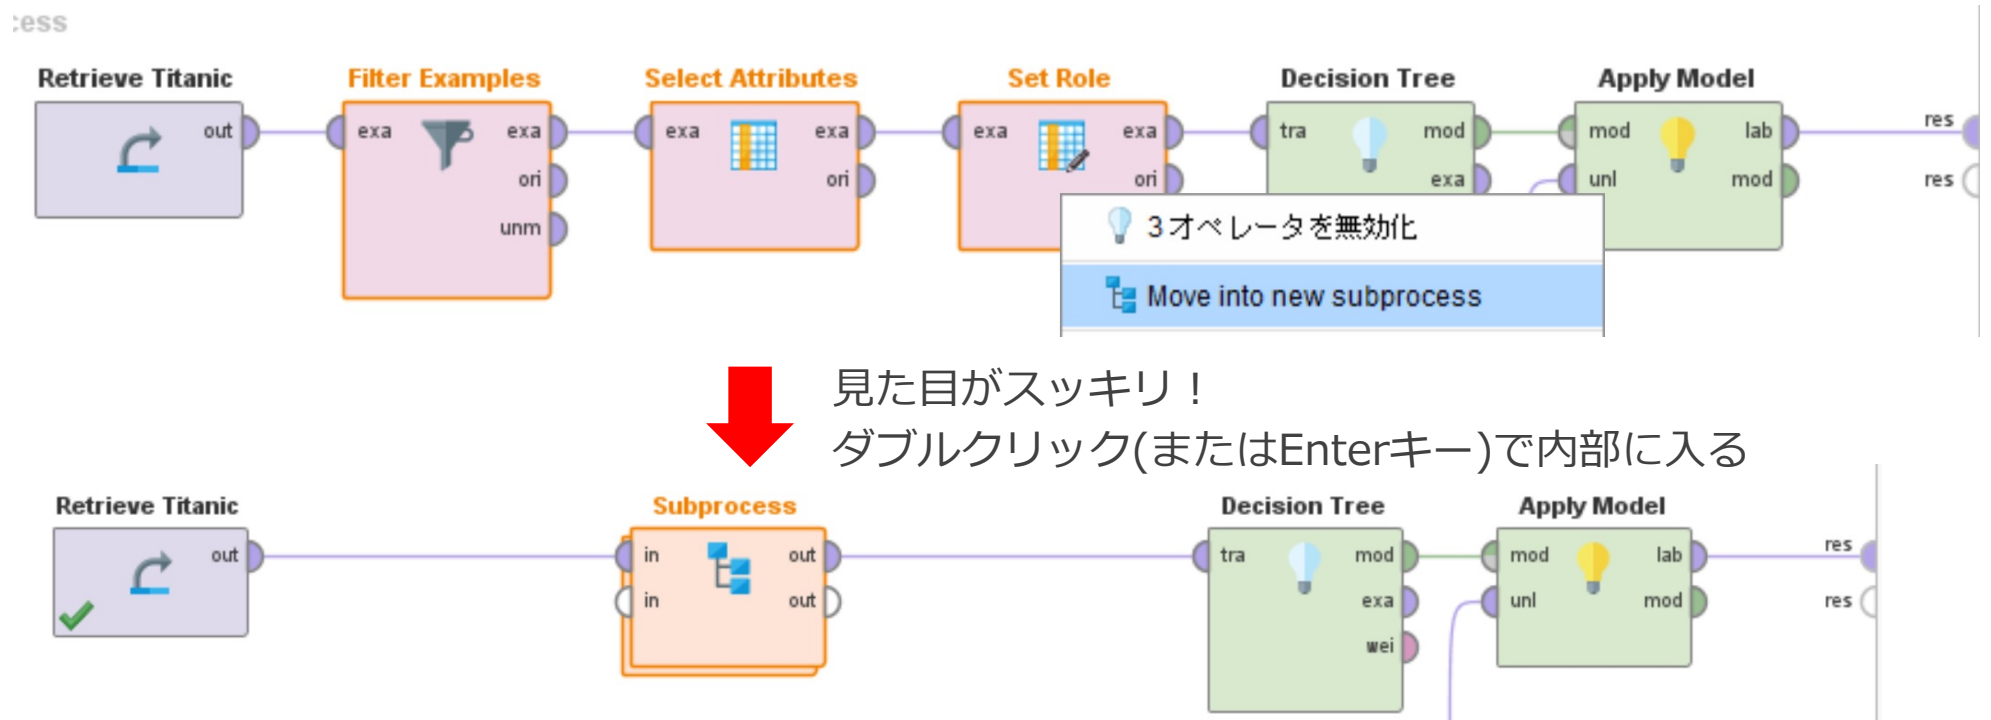 cess
Retrieve Titanic
Filter Examples
Select Attributes
Set Role
Decision Tree
Apply Model
out
exa
exa
ori
unm
exa
exa
ori
exa
exa
ori
tra
mod
exa
mod
unl
lab
mod
res
res
3オペレータを無効化
Move into new subprocess
見た目がスッキリ！
ダブルクリック(またはEnterキー)で内部に入る
Retrieve Titanic
Subprocess
Decision Tree
Apply Model
out
in
in
out
out
tra
mod
exa
wei
mod
unl
lab
mod
res
res